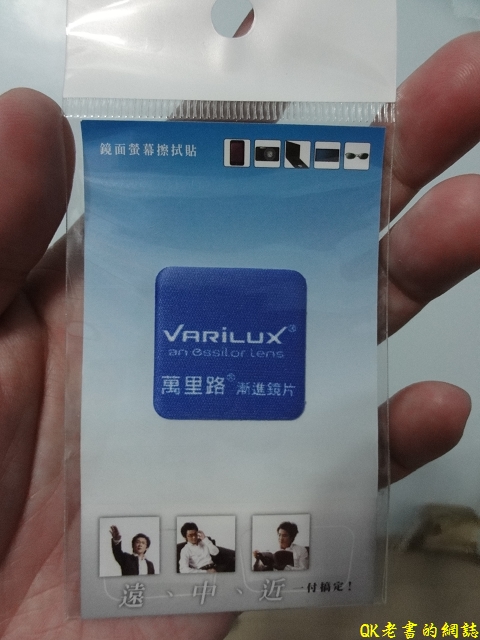 鏡面螢幕擦拭貼
VARILUX®
an essilor lens
萬里路® 漸進鏡片
遠、中、近 一付搞定!
QK老書的網誌